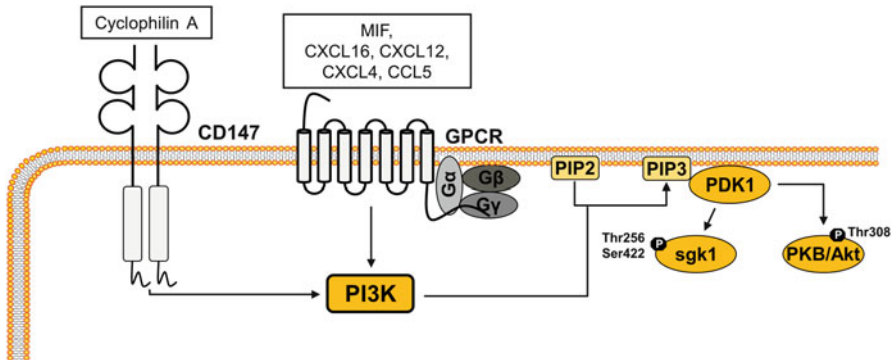 Cyclophilin A
MIF,
CXCL16, CXCL12,
CXCL4, CCL5
CD147
GPCR
Gα
Gβ
Gγ
PIP2
PIP3
PDK1
Thr256
Ser422
P
sgk1
P
Thr308
PKB/Akt
PI3K